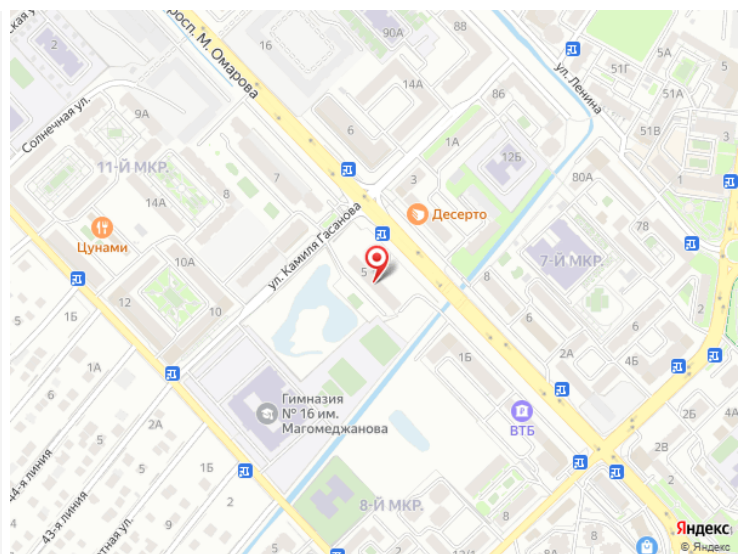 2
16
90А
88
просп. М. Омарова
14А
86
51Г
51А
ул. Ленина
51В
3
Солнечная ул.
9А
6
1А
12Б
1
11-Й МКР.
8
7
3
80А
14А
Десерто
78
Цунами
ул. Камиля Гасанова
10А
5
7-Й МКР.
8
8
2
12
10
6
1Б
1Б
2А
4Б
1А
5
Гимназия
№ 16 им.
Магомеджанова
ВТБ
2Б
2А
2
44-я линия
5
1Б
2В
43-я линия
2
8-Й МКР.
Яндекс
© Яндекс